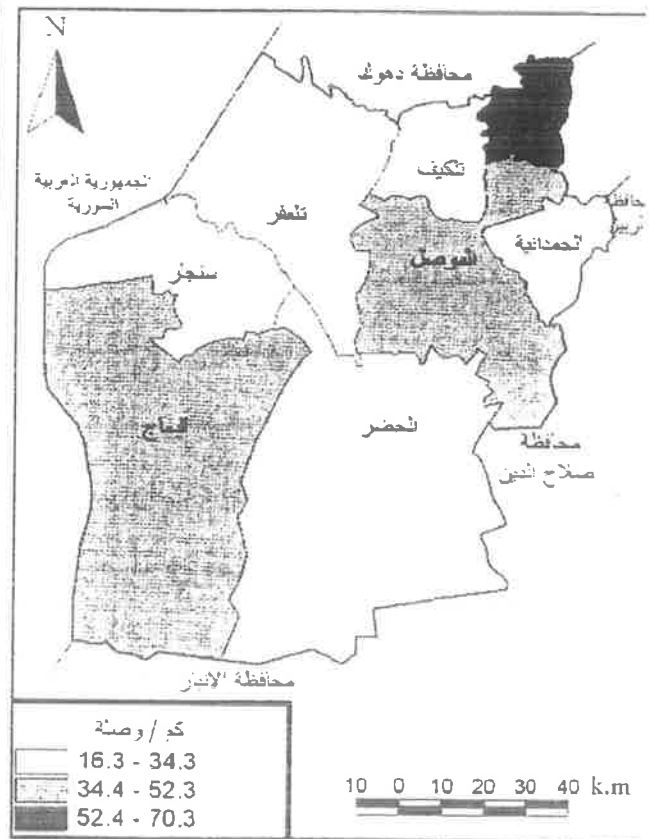 N
محافظة دهوك
الجمهورية العربية
السورية
تلكيف
تلعفر
الحمدانية
الموصل
سنجار
البعاج
الحضر
محافظة
صلاح الدين
محافظة الانبار
كم / وصلة
16.3 - 34.3
34.4 - 52.3
52.4 - 70.3
10 0 10 20 30 40 k.m